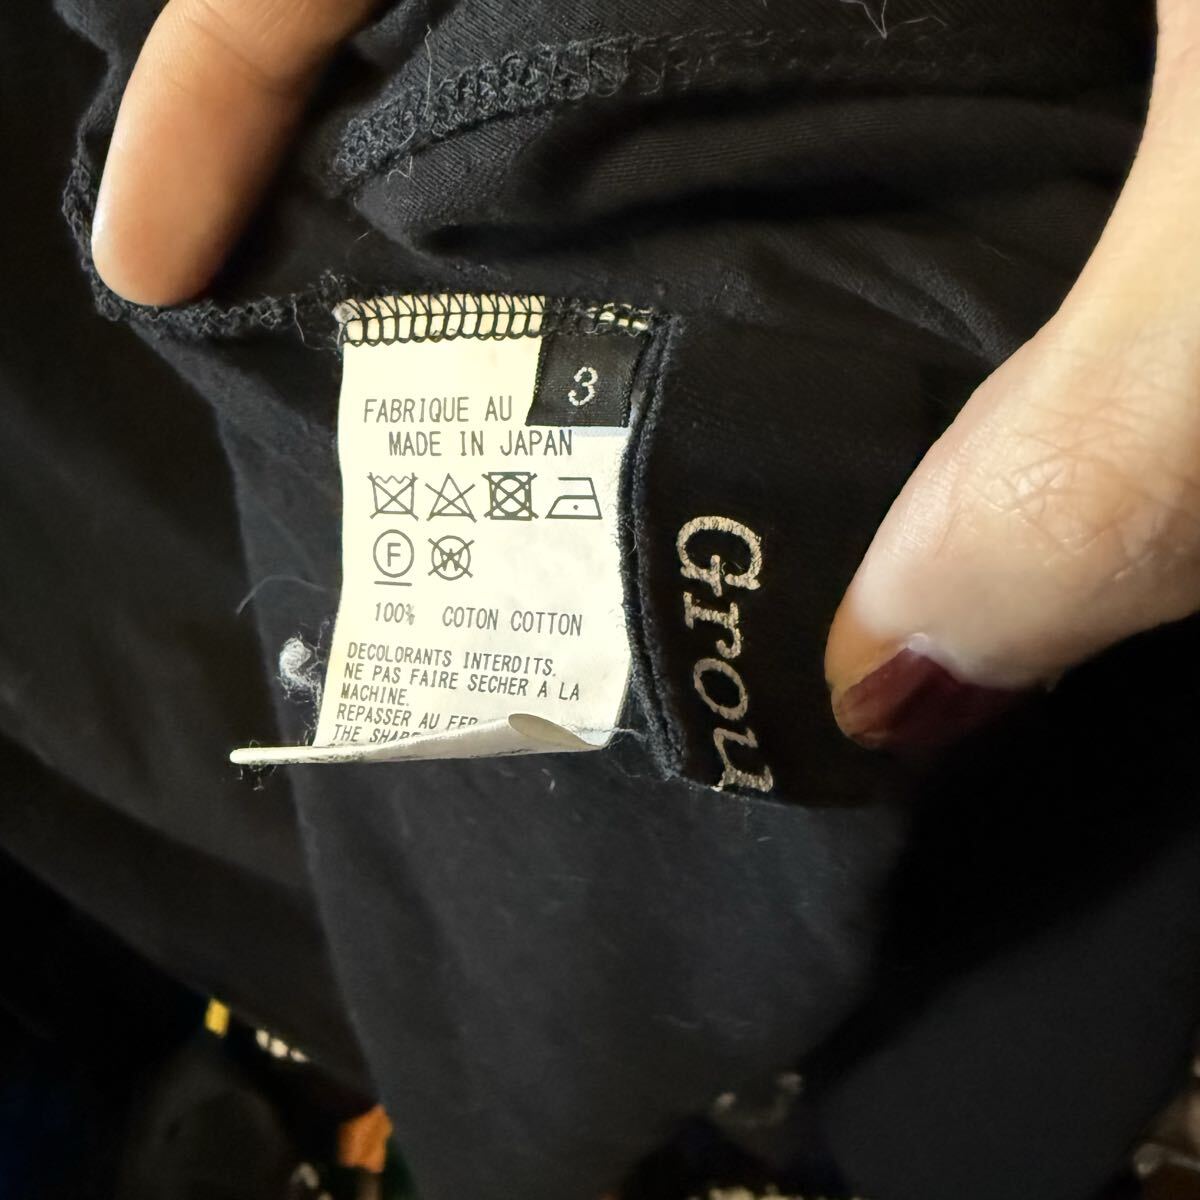 3
FABRIQUE AU
MADE IN JAPAN
F
W
100% COTON COTTON
DECOLORANTS INTERDITS.
NE PAS FAIRE SECHER A LA
MACHINE.
REPASSER AU FER
THE
Grou